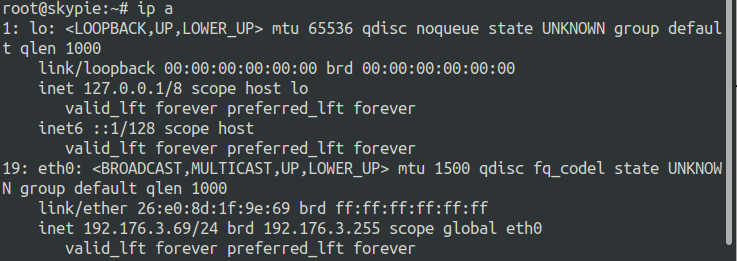 root@skypie:~# ip a
1: lo: <LOOPBACK,UP,LOWER_UP> mtu 65536 qdisc noqueue state UNKNOWN group defaul
t qlen 1000
    link/loopback 00:00:00:00:00:00 brd 00:00:00:00:00:00
    inet 127.0.0.1/8 scope host lo
       valid_lft forever preferred_lft forever
    inet6 ::1/128 scope host
       valid_lft forever preferred_lft forever
19: eth0: <BROADCAST,MULTICAST,UP,LOWER_UP> mtu 1500 qdisc fq_codel state UNKNOW
N group default qlen 1000
    link/ether 26:e0:8d:1f:9e:69 brd ff:ff:ff:ff:ff:ff
    inet 192.176.3.69/24 brd 192.176.3.255 scope global eth0
       valid_lft forever preferred_lft forever